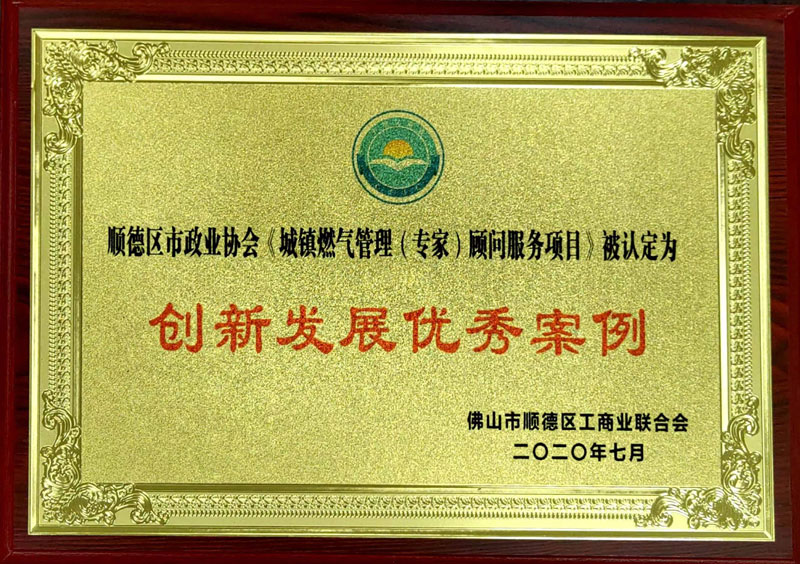 顺德区市政业协会《城镇燃气管理（专家）顾问服务项目》被认定为
创新发展优秀案例
佛山市顺德区工商业联合会
二〇二〇年七月